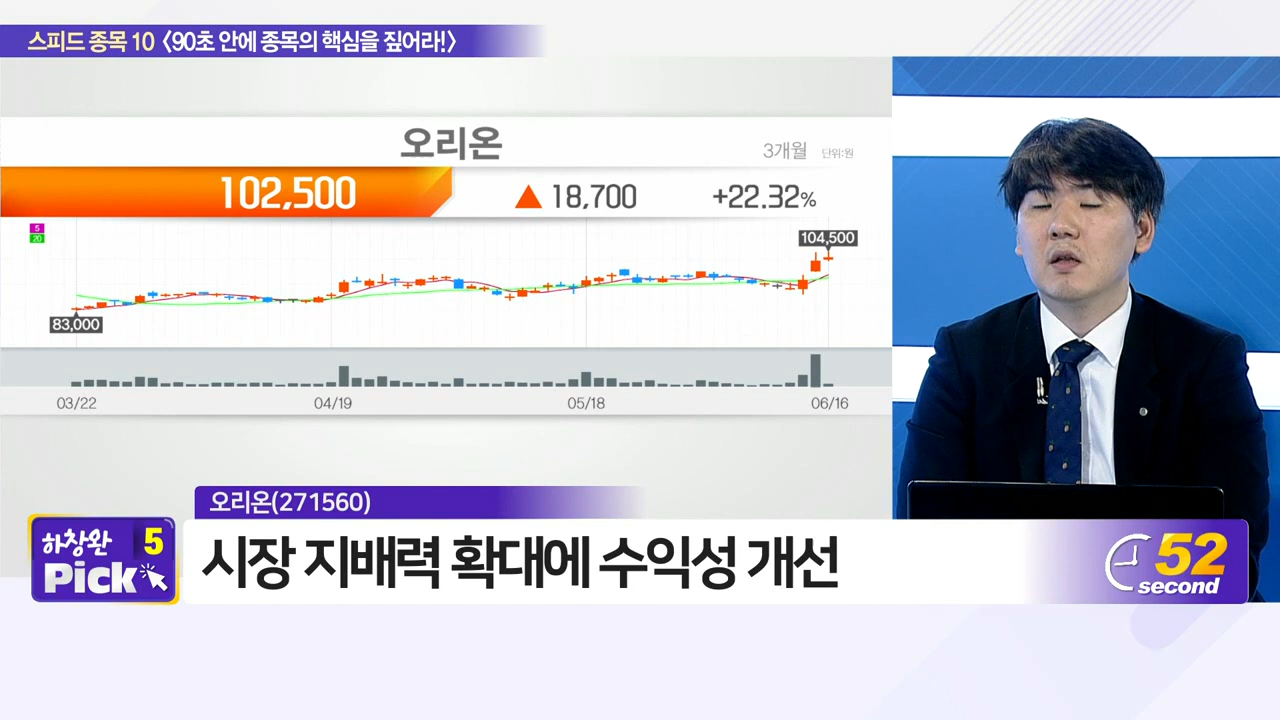 스피드 종목 10 <90초 안에 종목의 핵심을 짚어라!>
오리온
3개월 단위:원
102,500 ▲ 18,700 +22.32%
5
20
104,500
83,000
03/22 04/19 05/18 06/16
오리온(271560)
하창완 5
Pick
시장 지배력 확대에 수익성 개선
52
second